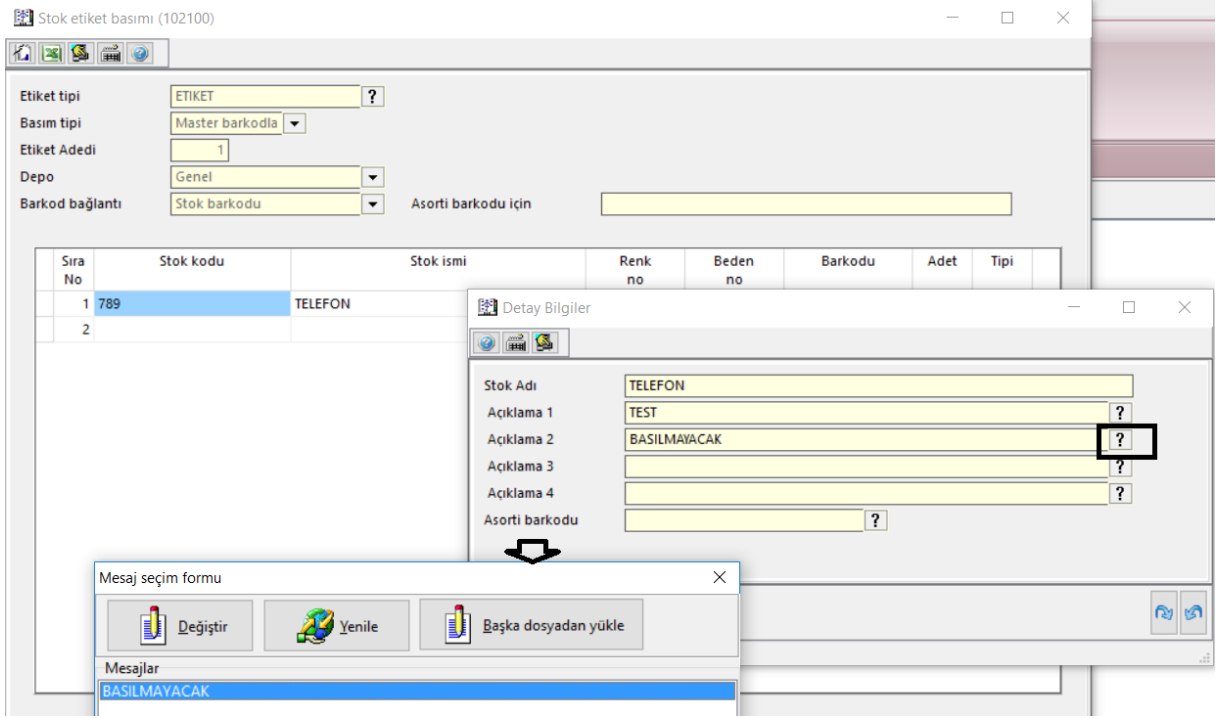 Stok etiket basımı (102100)
Etiket tipi ETIKET ?
Basım tipi Master barkodla
Etiket Adedi 1
Depo Genel
Barkod bağlantı Stok barkodu Asorti barkodu için
Sıra No Stok kodu Stok ismi Renk no Beden no Barkodu Adet Tipi
1 789 TELEFON
2
Detay Bilgiler
Stok Adı TELEFON
Açıklama 1 TEST ?
Açıklama 2 BASILMAYACAK ?
Açıklama 3 ?
Açıklama 4 ?
Asorti barkodu ?
Mesaj seçim formu
Değiştir Yenile Başka dosyadan yükle
Mesajlar
BASILMAYACAK